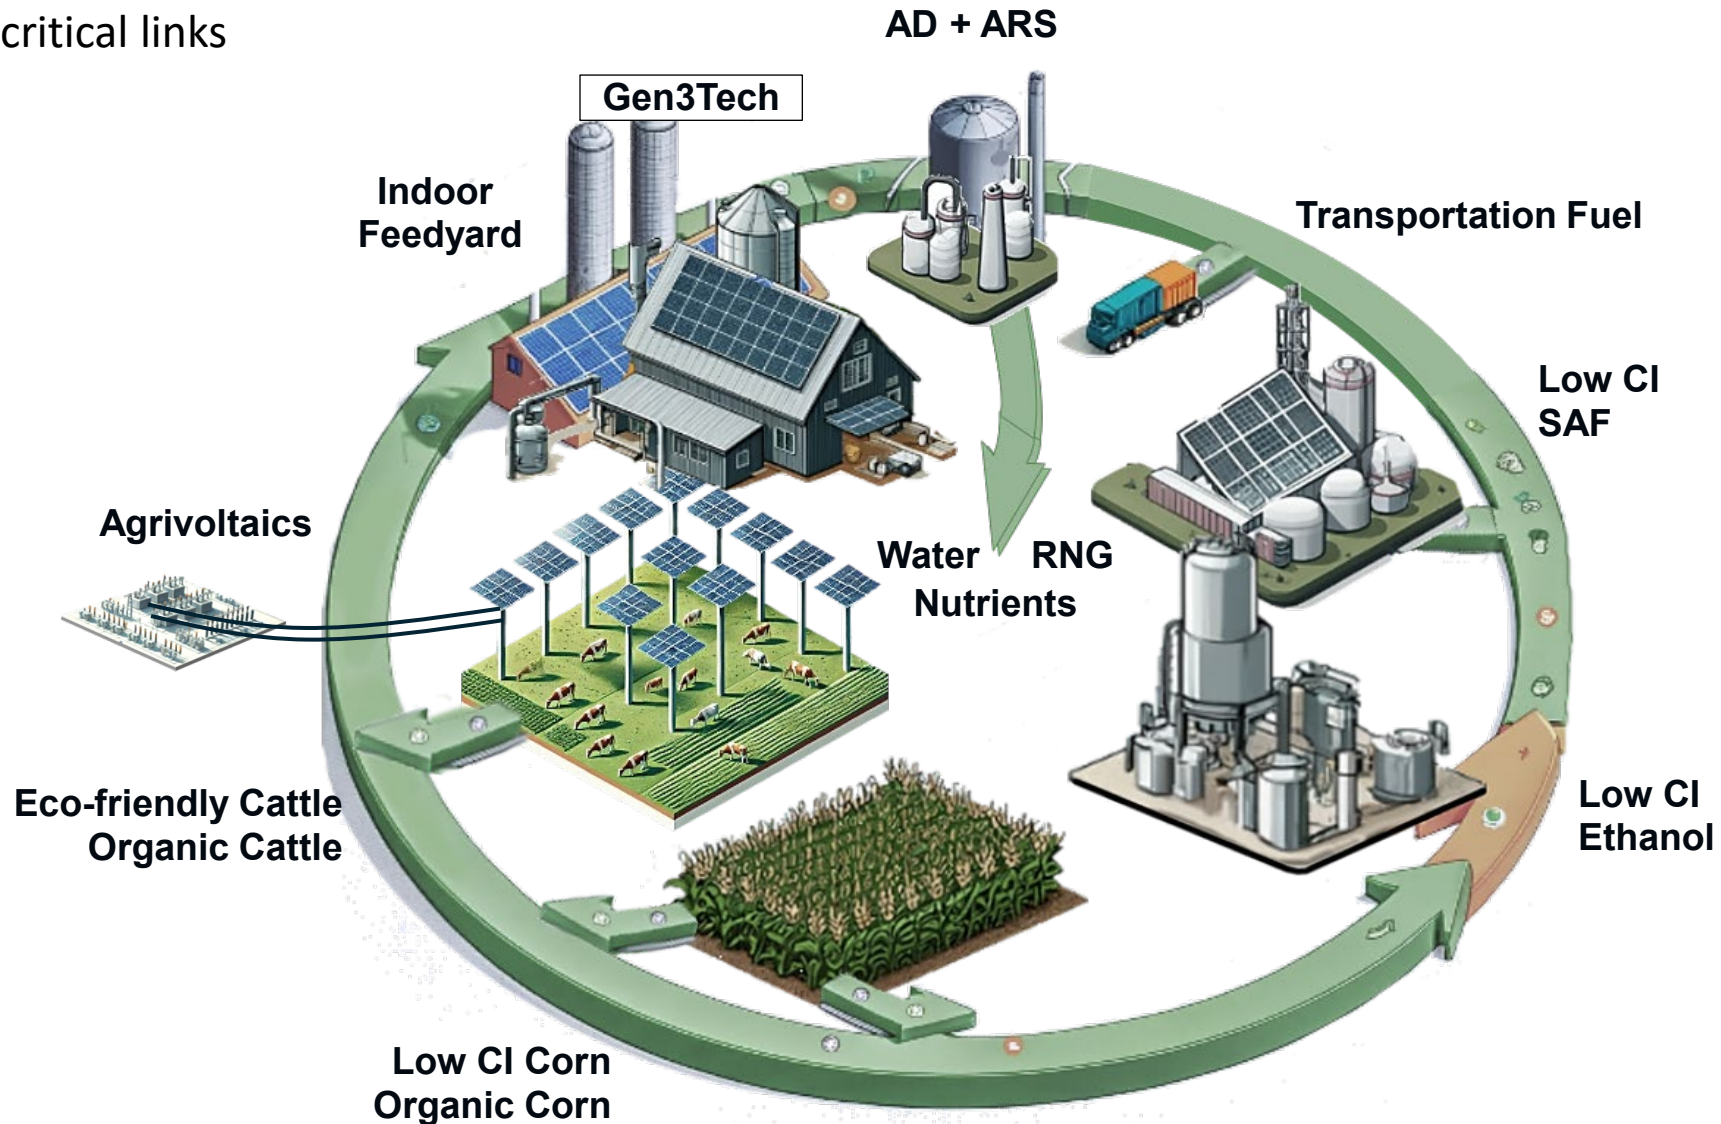 critical links
AD + ARS
Gen3Tech
Indoor
Feedyard
Transportation Fuel
Low CI
SAF
Agrivoltaics
Water RNG
Nutrients
Eco-friendly Cattle
Organic Cattle
Low CI
Ethanol
Low CI Corn
Organic Corn